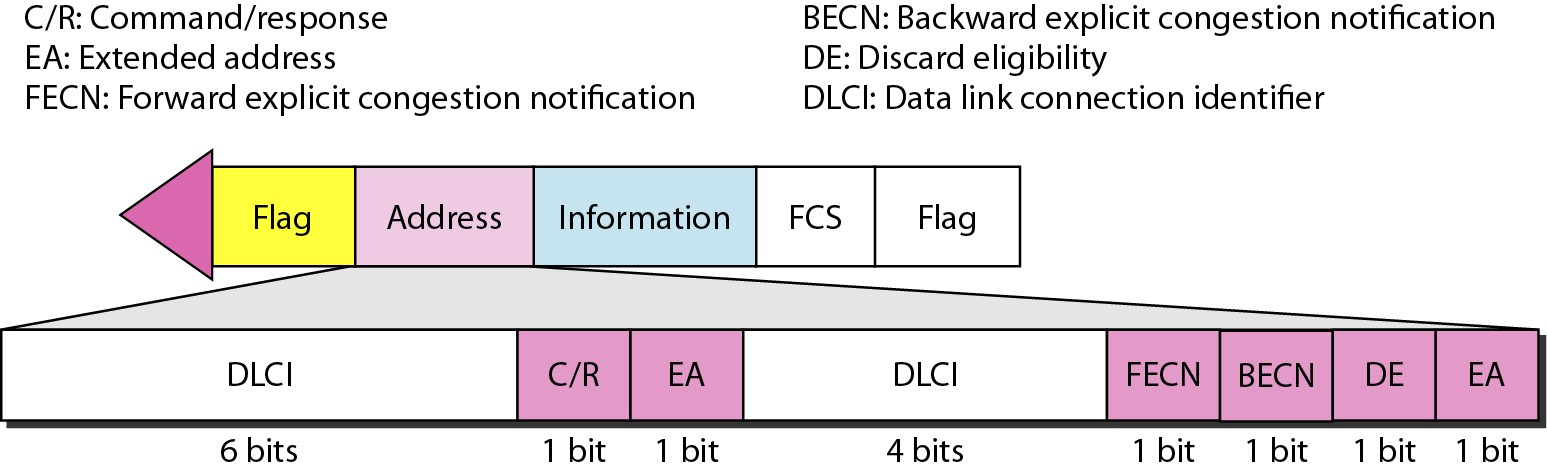 C/R: Command/response
EA: Extended address
FECN: Forward explicit congestion notification
BECN: Backward explicit congestion notification
DE: Discard eligibility
DLCI: Data link connection identifier
Flag Address Information FCS Flag
DLCI C/R EA DLCI FECN BECN DE EA
6 bits 1 bit 1 bit 4 bits 1 bit 1 bit 1 bit 1 bit